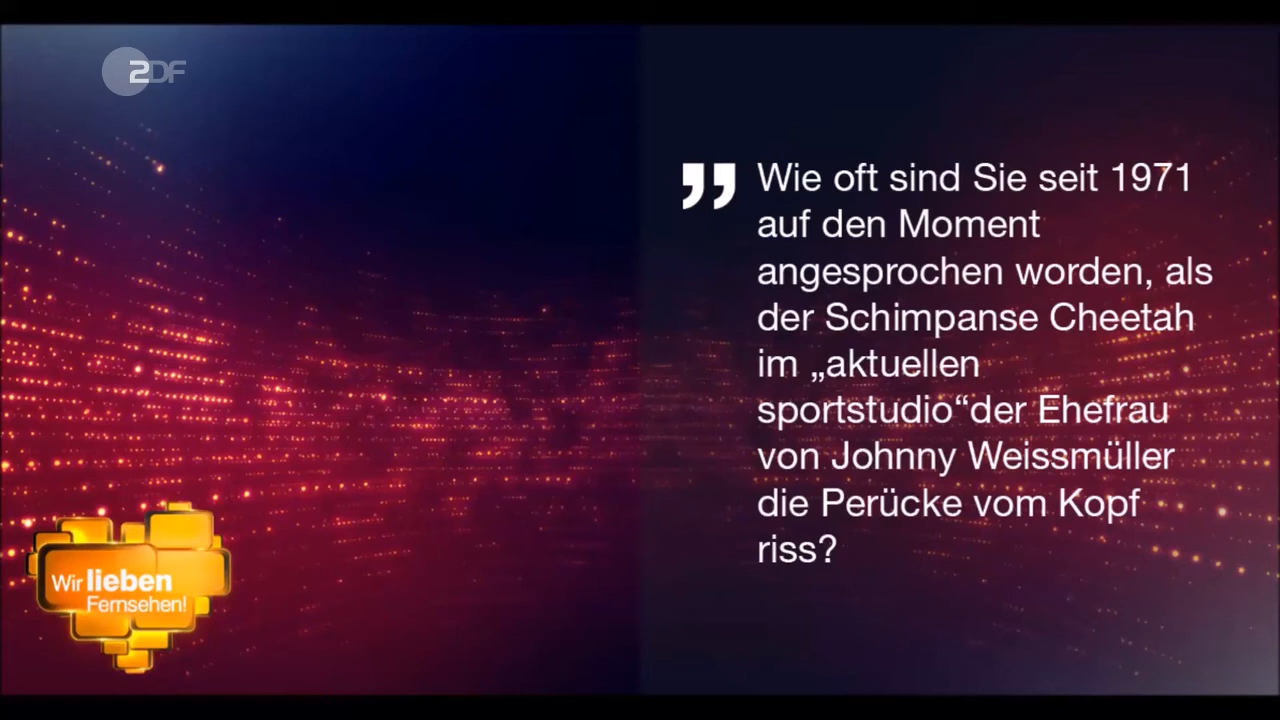 ZDF
Wie oft sind Sie seit 1971
auf den Moment
angesprochen worden, als
der Schimpanse Cheetah
im „aktuellen
sportstudio“der Ehefrau
von Johnny Weissmüller
die Perücke vom Kopf
riss?
Wir lieben
Fernsehen!